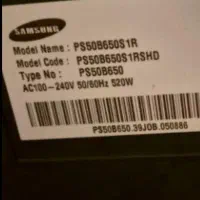 SAMSUNG
Model Name : PS50B650S1R
Model Code : PS50B650S1RSHD
Type No : PS50B650
AC100-240V 50/60Hz 520W
PS50B650.39JOB.050886